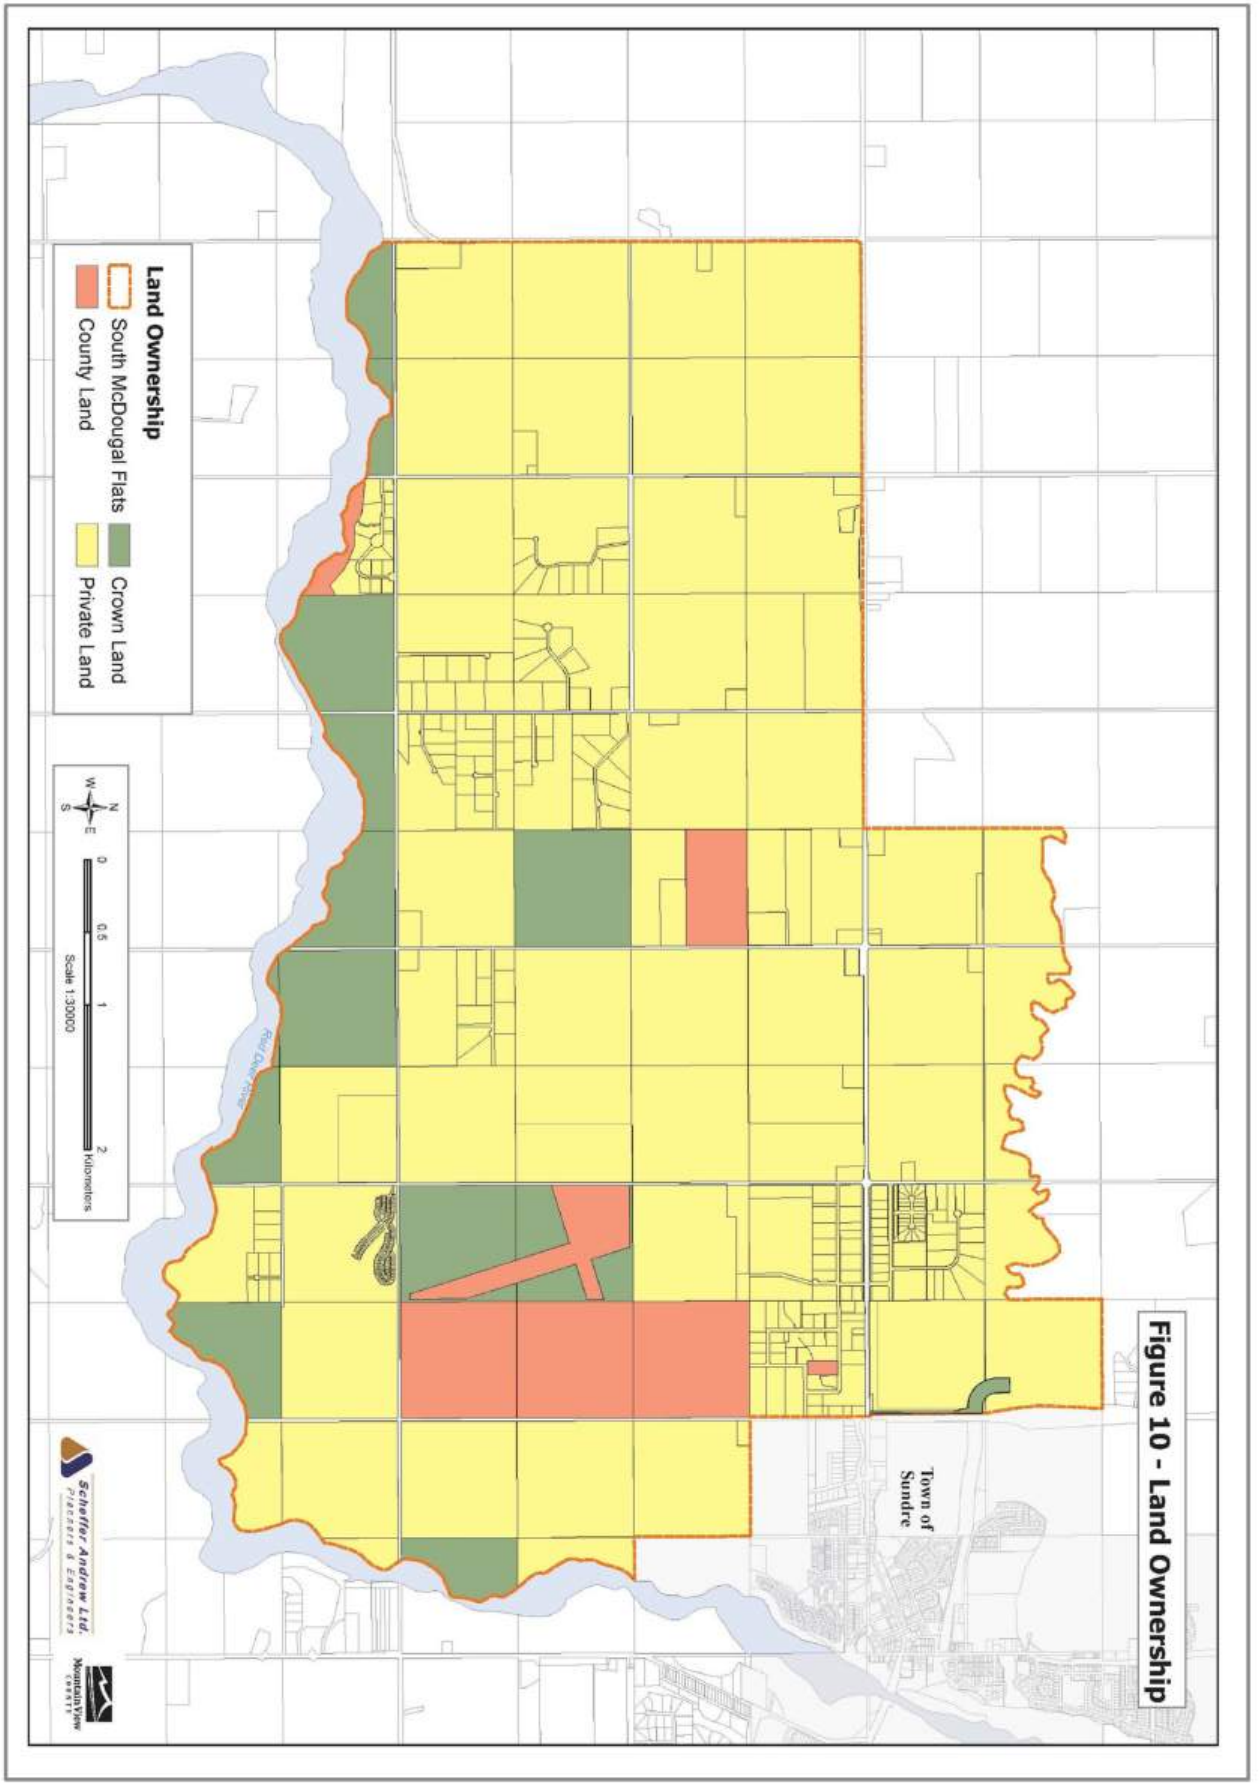 Figure 10 - Land Ownership
Town of
Sundre
Red Deer River
Land Ownership
South McDougal Flats
Crown Land
County Land
Private Land
N
W
E
S
0 0.5 1 2
Kilometers
Scale 1:30000
Scheffer Andrew Ltd.
Planners & Engineers
Mountain View
COUNTY